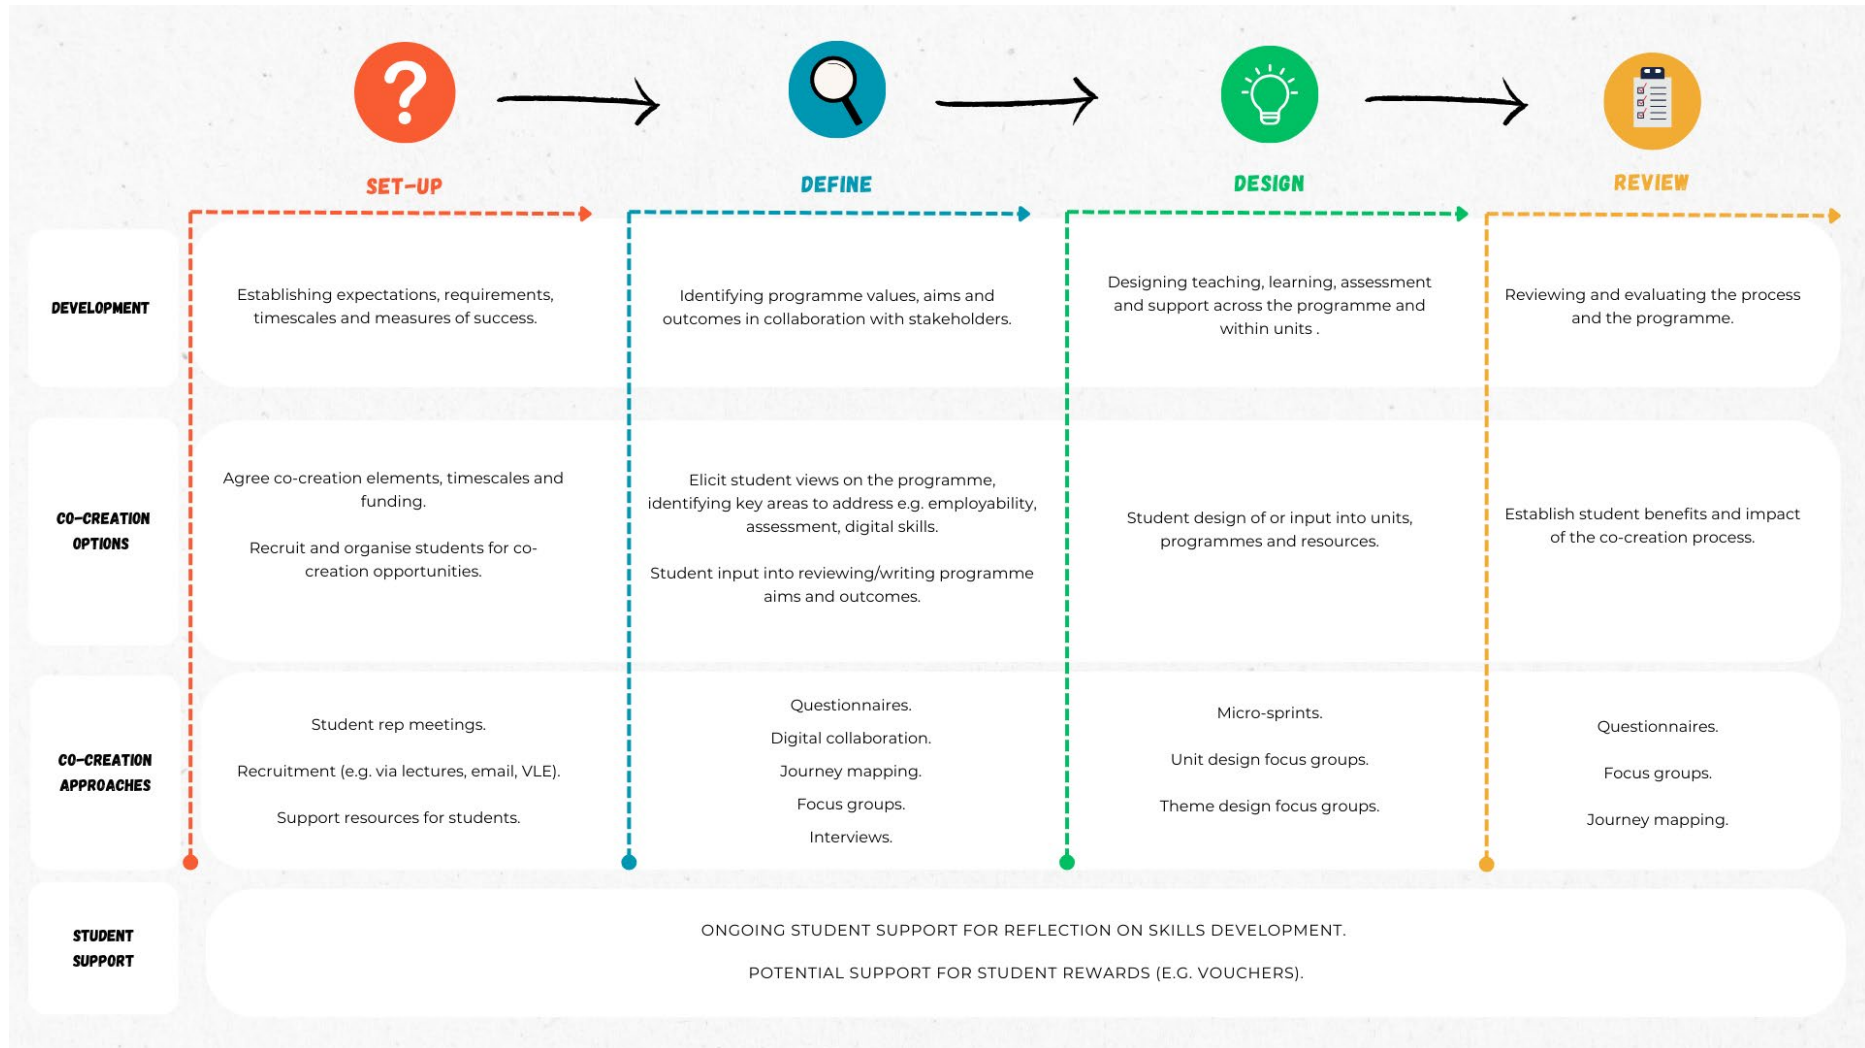 SET-UP
DEFINE
DESIGN
REVIEW
DEVELOPMENT
Establishing expectations, requirements,
timescales and measures of success.
Identifying programme values, aims and
outcomes in collaboration with stakeholders.
Designing teaching, learning, assessment
and support across the programme and
within units .
Reviewing and evaluating the process
and the programme.
CO-CREATION
OPTIONS
Agree co-creation elements, timescales and
funding.
Recruit and organise students for co-
creation opportunities.
Elicit student views on the programme,
identifying key areas to address e.g. employability,
assessment, digital skills.
Student input into reviewing/writing programme
aims and outcomes.
Student design of or input into units,
programmes and resources.
Establish student benefits and impact
of the co-creation process.
CO-CREATION
APPROACHES
Student rep meetings.
Recruitment (e.g. via lectures, email, VLE).
Support resources for students.
Questionnaires.
Digital collaboration.
Journey mapping.
Focus groups.
Interviews.
Micro-sprints.
Unit design focus groups.
Theme design focus groups.
Questionnaires.
Focus groups.
Journey mapping.
STUDENT
SUPPORT
ONGOING STUDENT SUPPORT FOR REFLECTION ON SKILLS DEVELOPMENT.
POTENTIAL SUPPORT FOR STUDENT REWARDS (E.G. VOUCHERS).